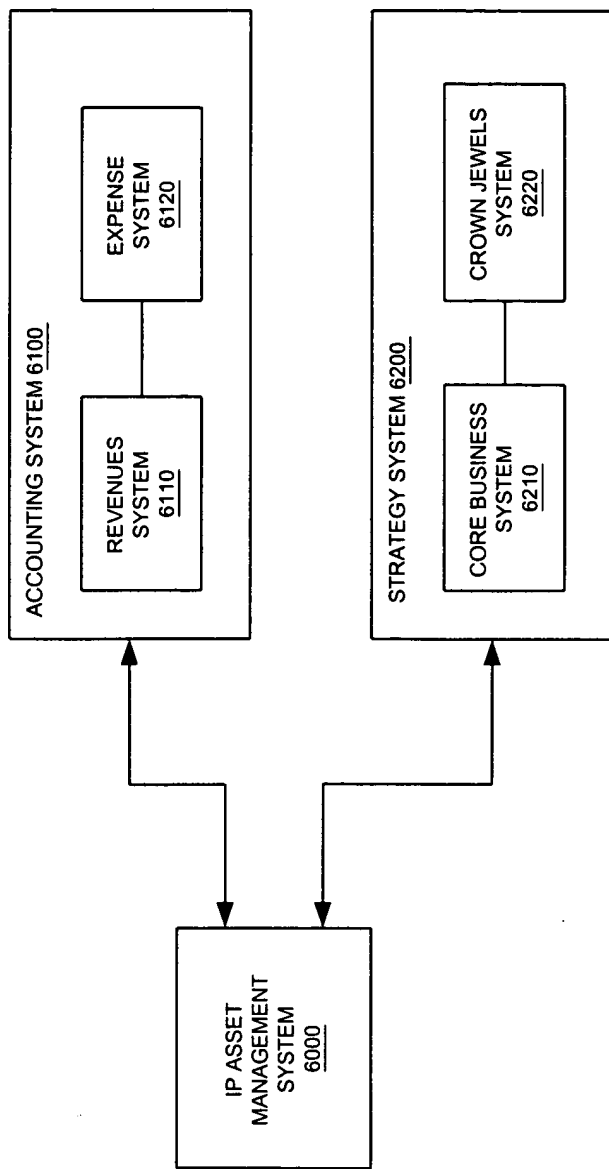 IP ASSET
MANAGEMENT
SYSTEM
6000
ACCOUNTING SYSTEM 6100
REVENUES
SYSTEM
6110
EXPENSE
SYSTEM
6120
STRATEGY SYSTEM 6200
CORE BUSINESS
SYSTEM
6210
CROWN JEWELS
SYSTEM
6220